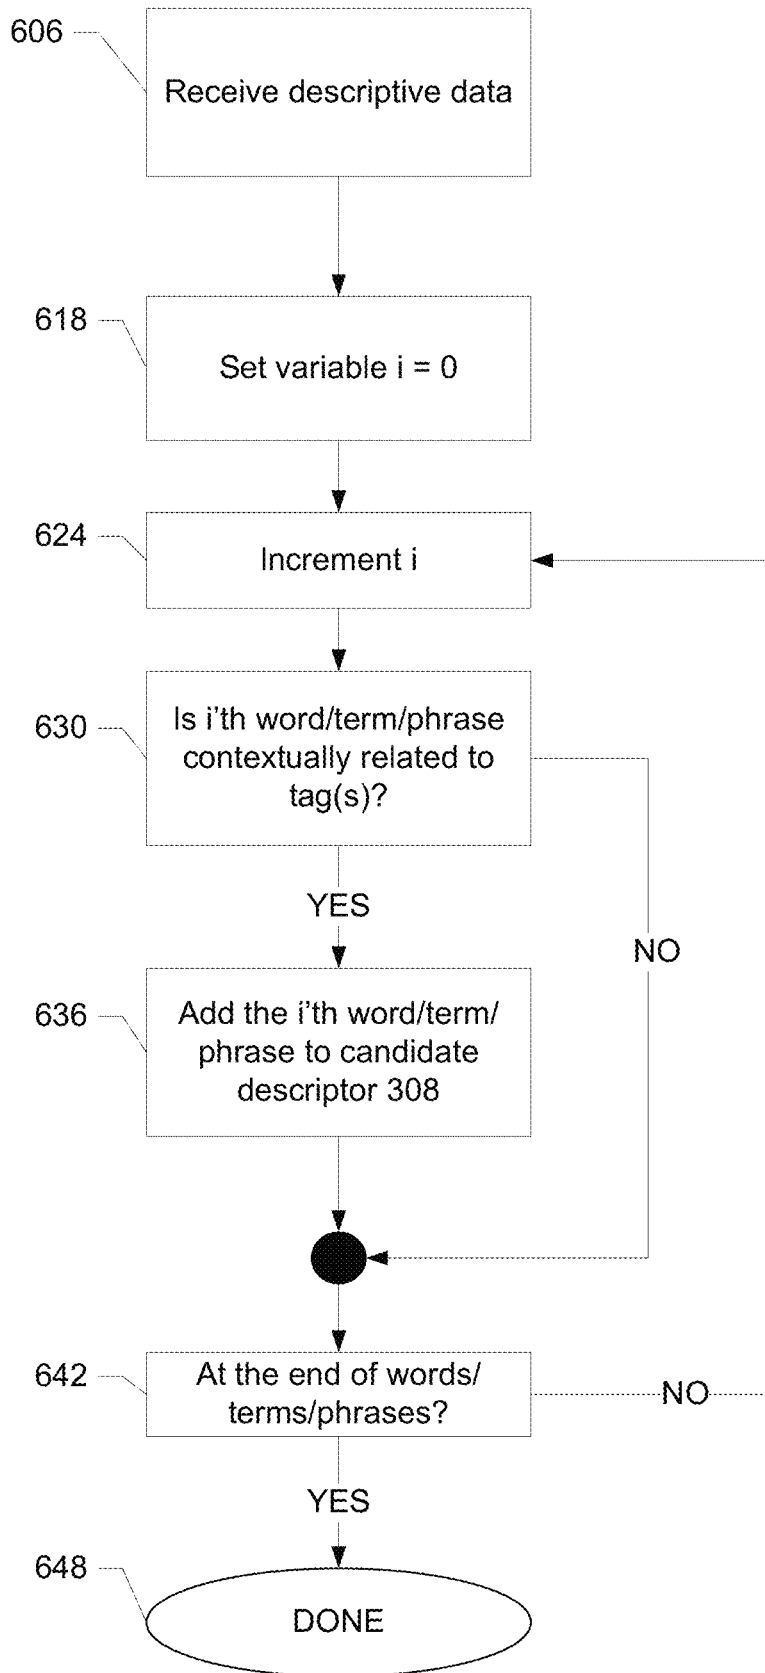 606
Receive descriptive data
618
Set variable i = 0
624
Increment i
630
Is i'th word/term/phrase
contextually related to
tag(s)?
YES
NO
636
Add the i'th word/term/
phrase to candidate
descriptor 308
642
At the end of words/
terms/phrases?
NO
YES
648
DONE